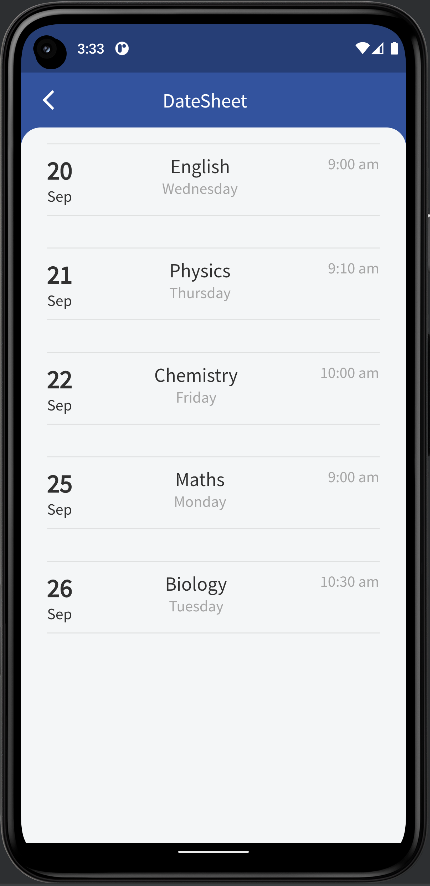 3:33
DateSheet
20 English 9:00 am
Sep Wednesday
21 Physics 9:10 am
Sep Thursday
22 Chemistry 10:00 am
Sep Friday
25 Maths 9:00 am
Sep Monday
26 Biology 10:30 am
Sep Tuesday